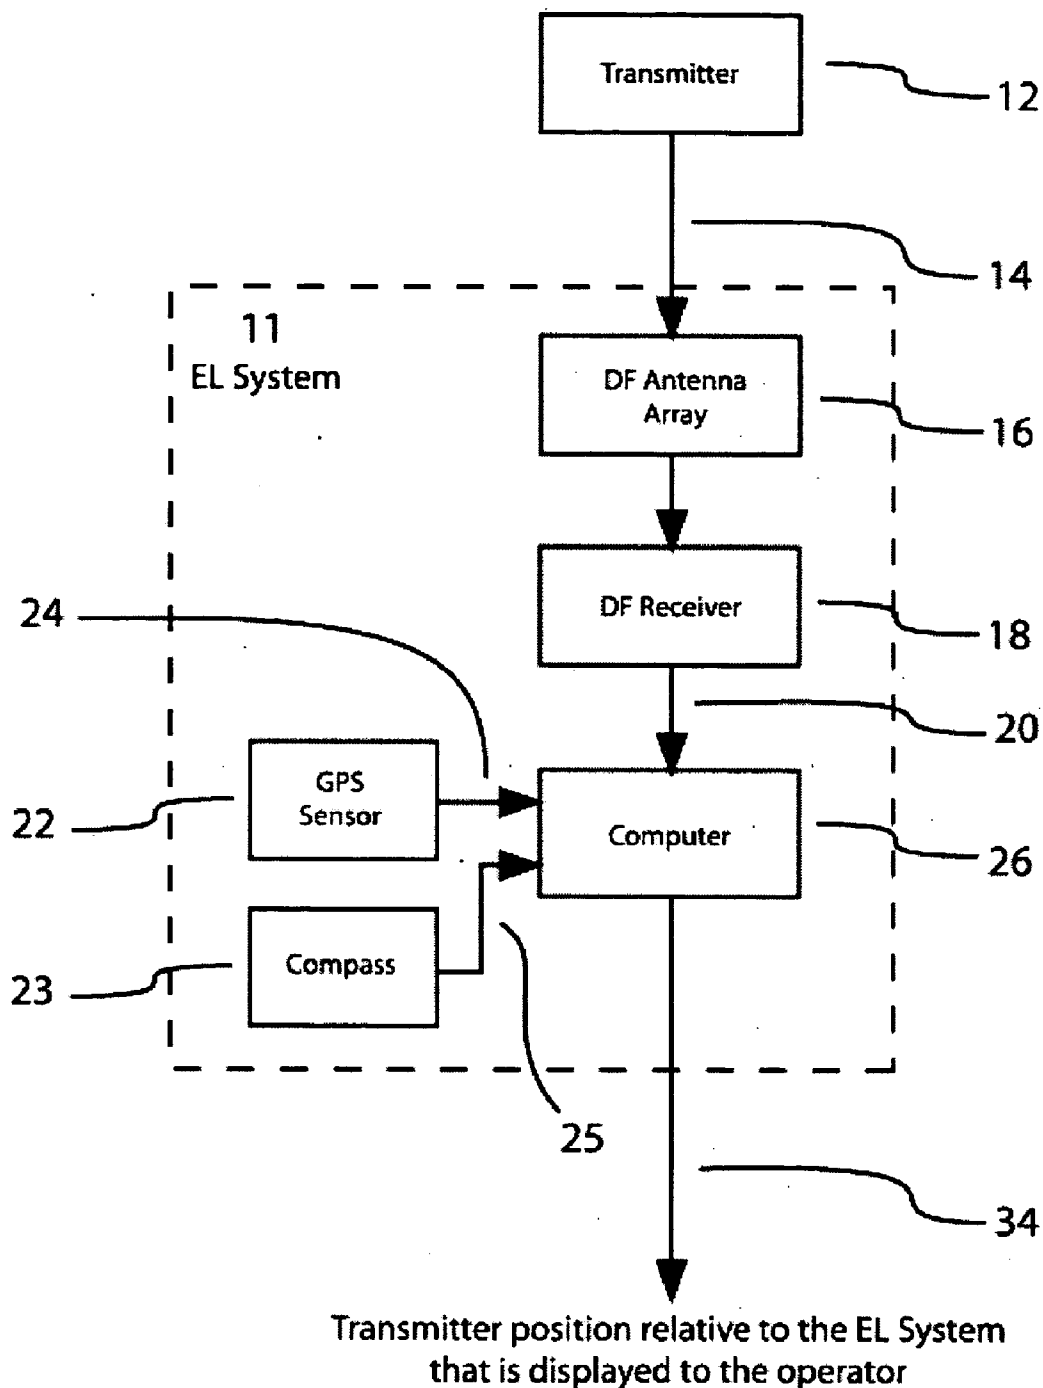 Transmitter
12
14
11
EL System
DF Antenna
Array
16
24
DF Receiver
18
20
GPS
Sensor
22
Computer
26
Compass
23
25
34
Transmitter position relative to the EL System
that is displayed to the operator